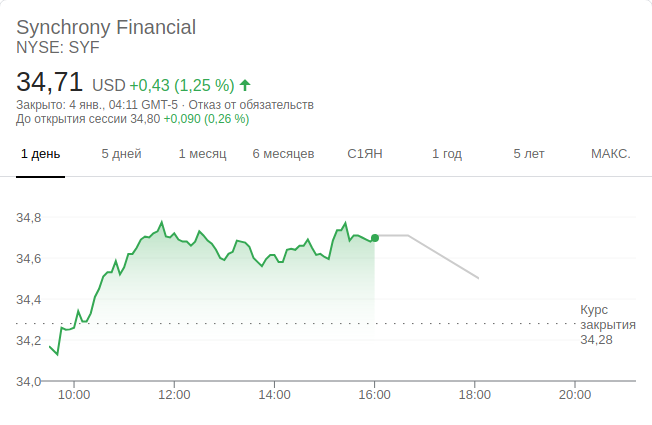 Synchrony Financial
NYSE: SYF
34,71 USD +0,43 (1,25 %)
Закрыто: 4 янв., 04:11 GMT-5 · Отказ от обязательств
До открытия сессии 34,80 +0,090 (0,26 %)
1 день 5 дней 1 месяц 6 месяцев С1ЯН 1 год 5 лет МАКС.
34,8
34,6
34,4
34,2
34,0
Курс
закрытия
34,28
10:00 12:00 14:00 16:00 18:00 20:00